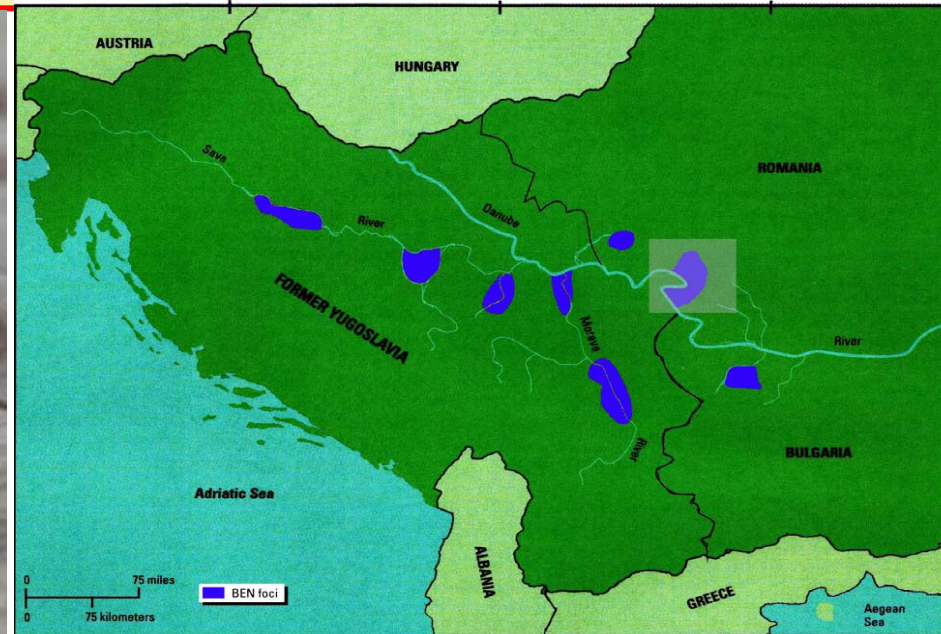 AUSTRIA
HUNGARY
ROMANIA
Sava
River
Danube
FORMER YUGOSLAVIA
Morava
River
River
BULGARIA
Adriatic Sea
ALBANIA
GREECE
Aegean
Sea
0
75 miles
0
75 kilometers
BEN foci